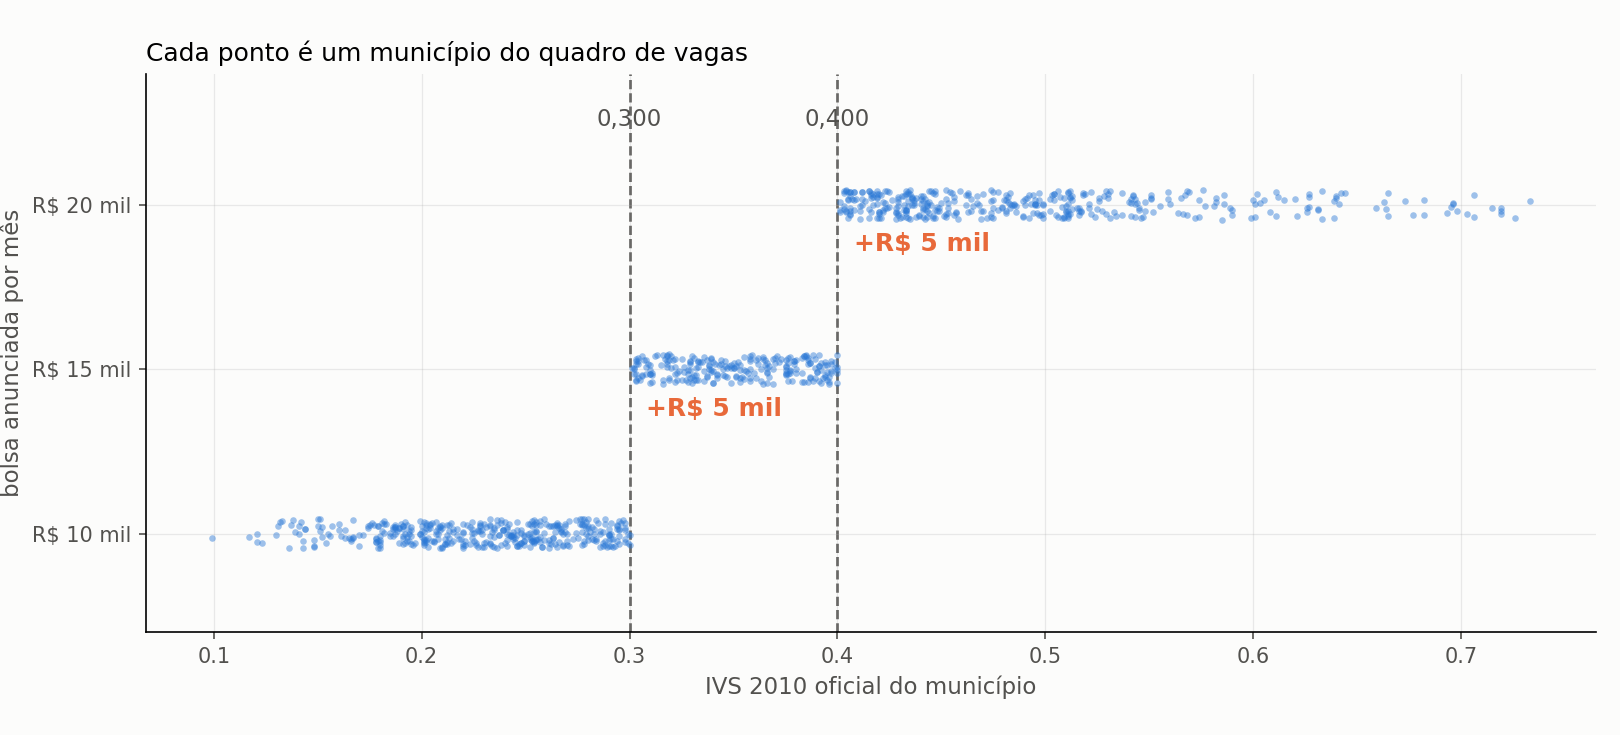 Cada ponto é um município do quadro de vagas
0,300
0,400
R$ 20 mil
+R$ 5 mil
R$ 15 mil
+R$ 5 mil
R$ 10 mil
bolsa anunciada por mês
0.1
0.2
0.3
0.4
0.5
0.6
0.7
IVS 2010 oficial do município